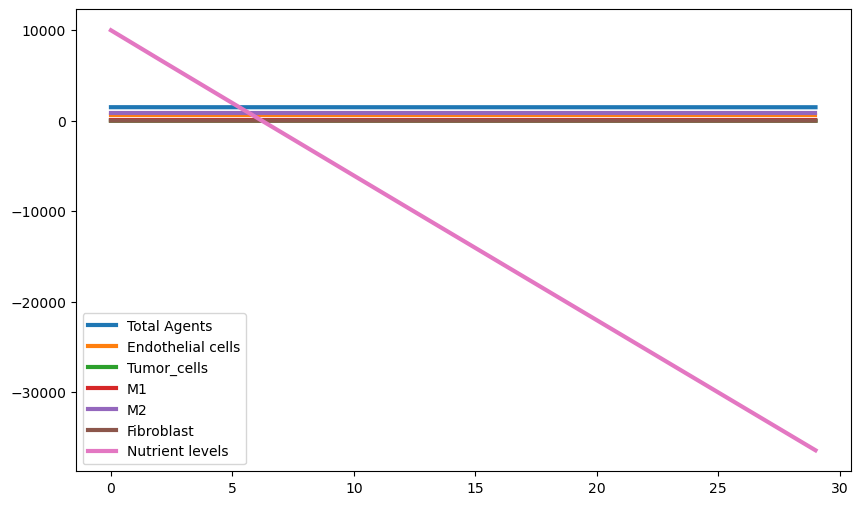 10000
0
−10000
−20000
−30000
Total Agents
Endothelial cells
Tumor_cells
M1
M2
Fibroblast
Nutrient levels
0 5 10 15 20 25 30